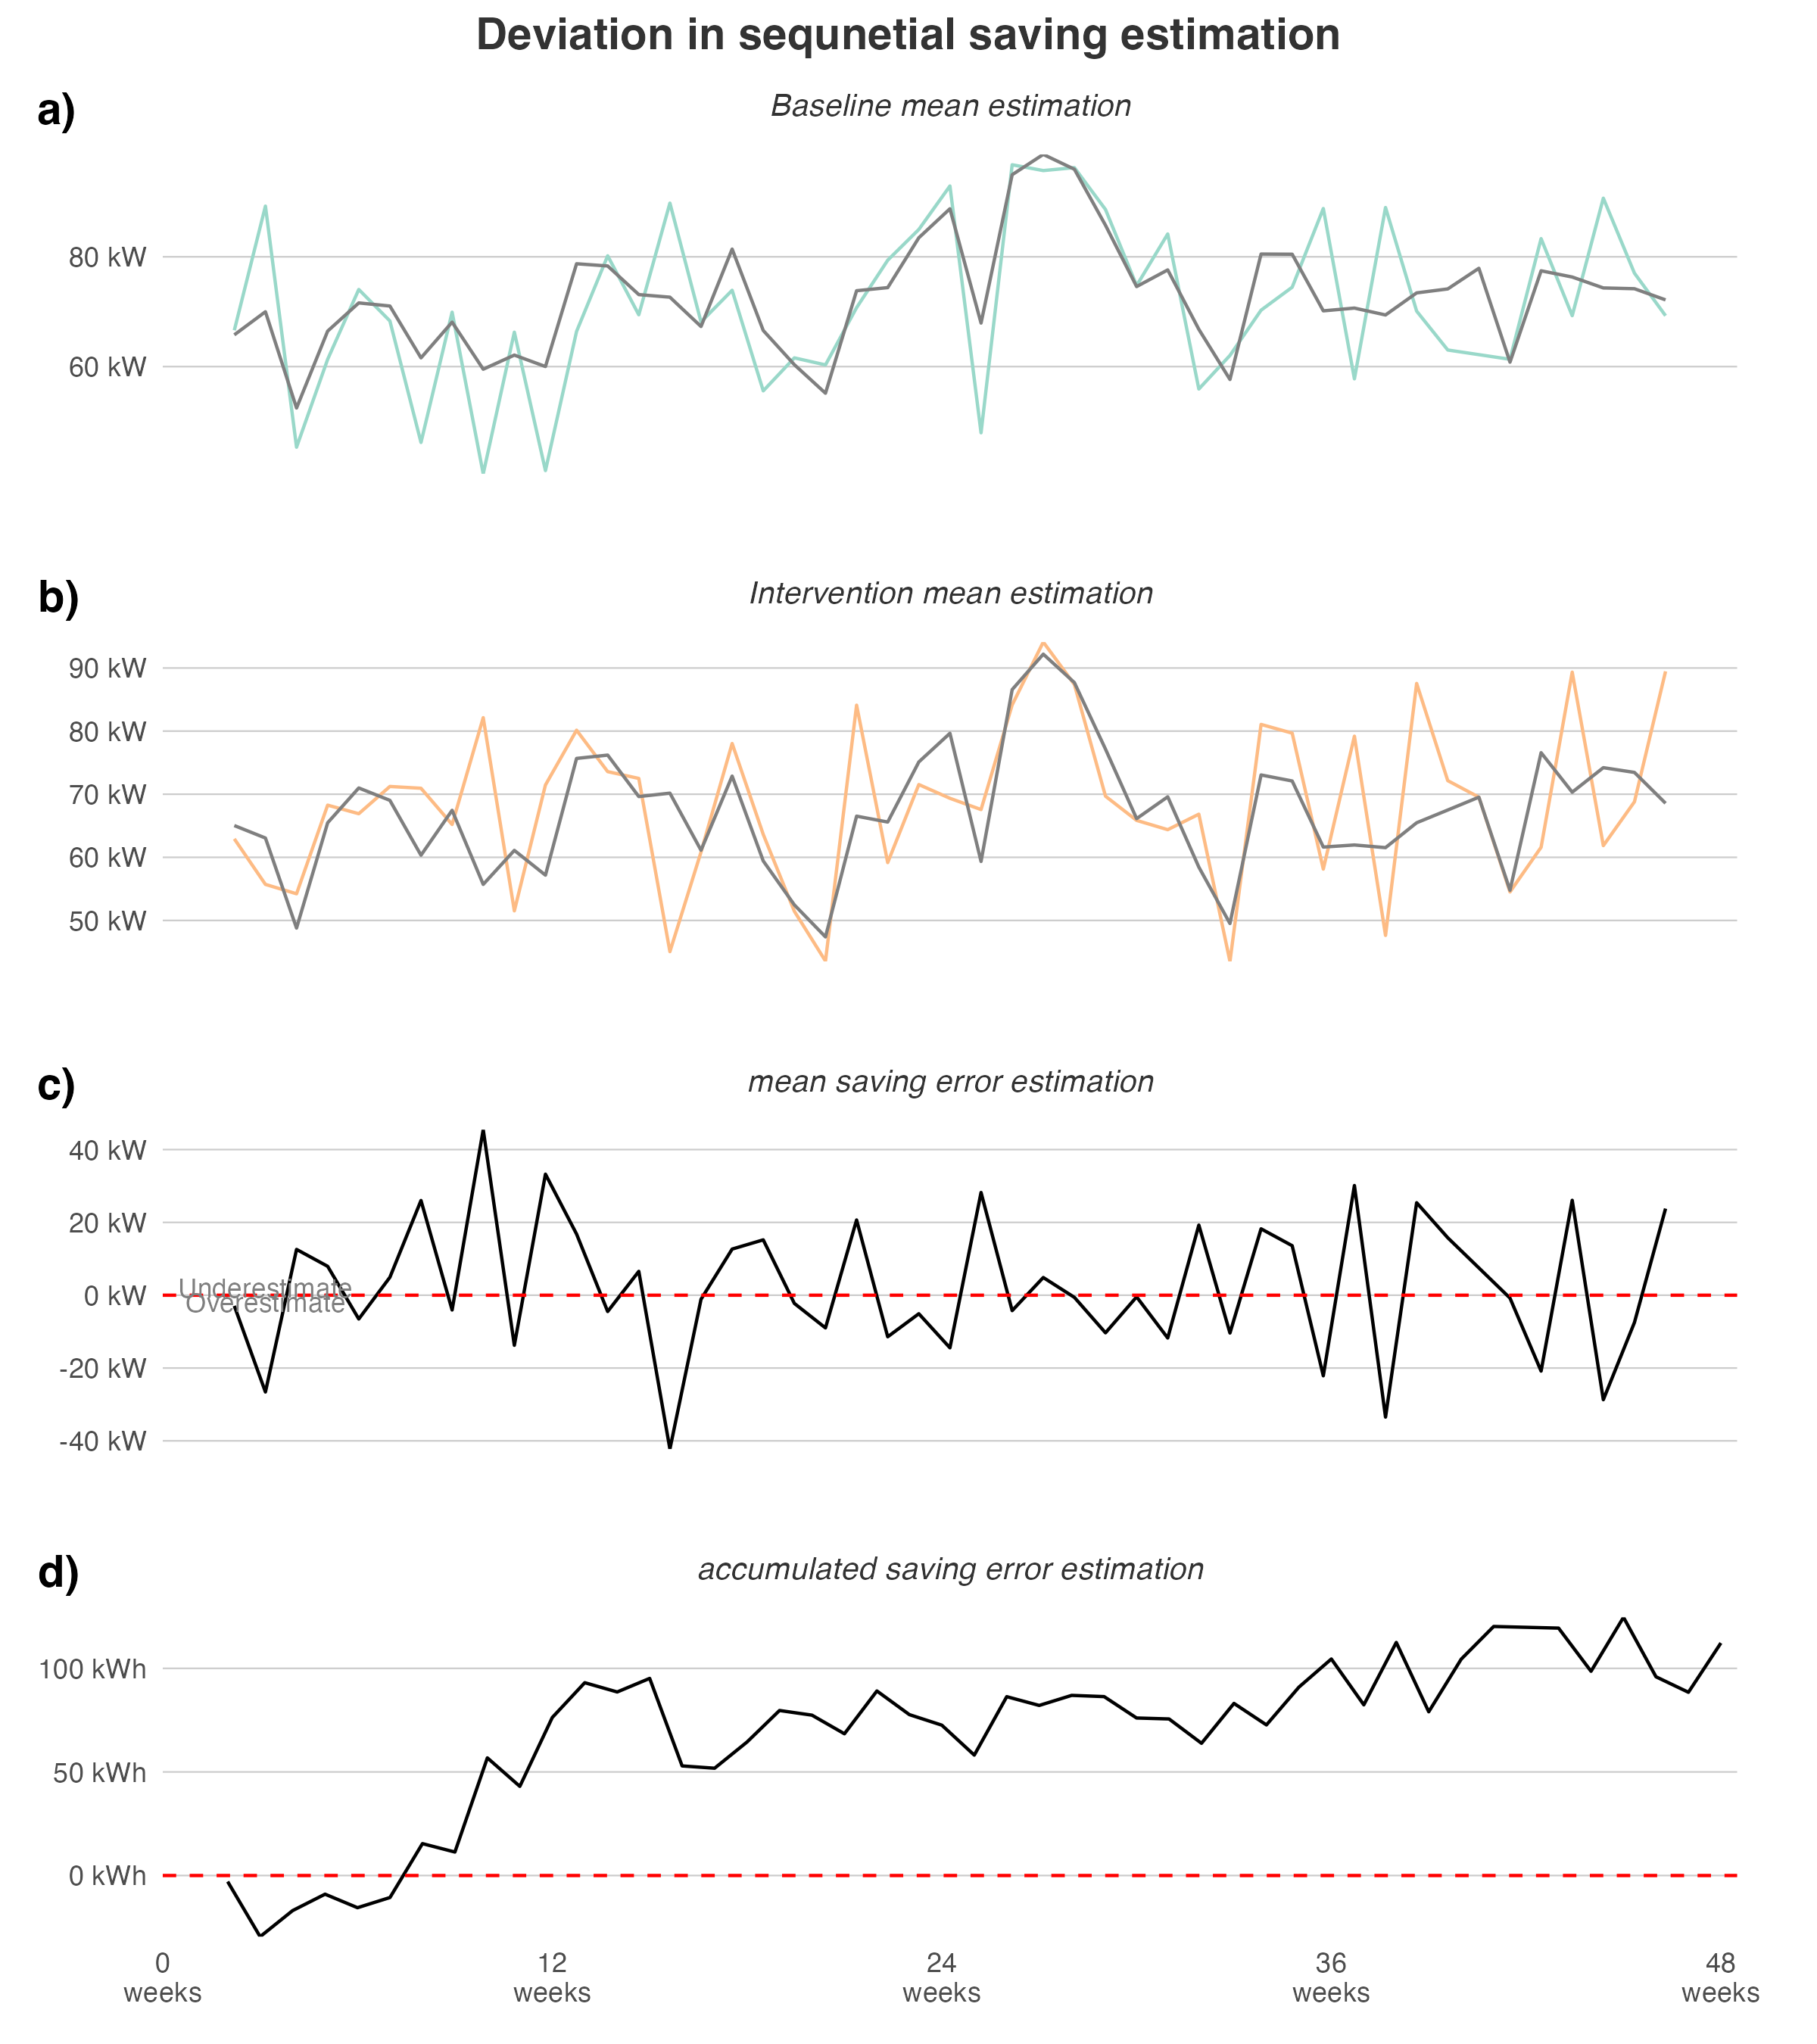 Deviation in sequnetial saving estimation
a)
Baseline mean estimation
80 kW
60 kW
b)
Intervention mean estimation
90 kW
80 kW
70 kW
60 kW
50 kW
c)
mean saving error estimation
40 kW
20 kW
Underestimate
0 kW
Overestimate
-20 kW
-40 kW
d)
accumulated saving error estimation
100 kWh
50 kWh
0 kWh
0 12 24 36 48
weeks weeks weeks weeks weeks